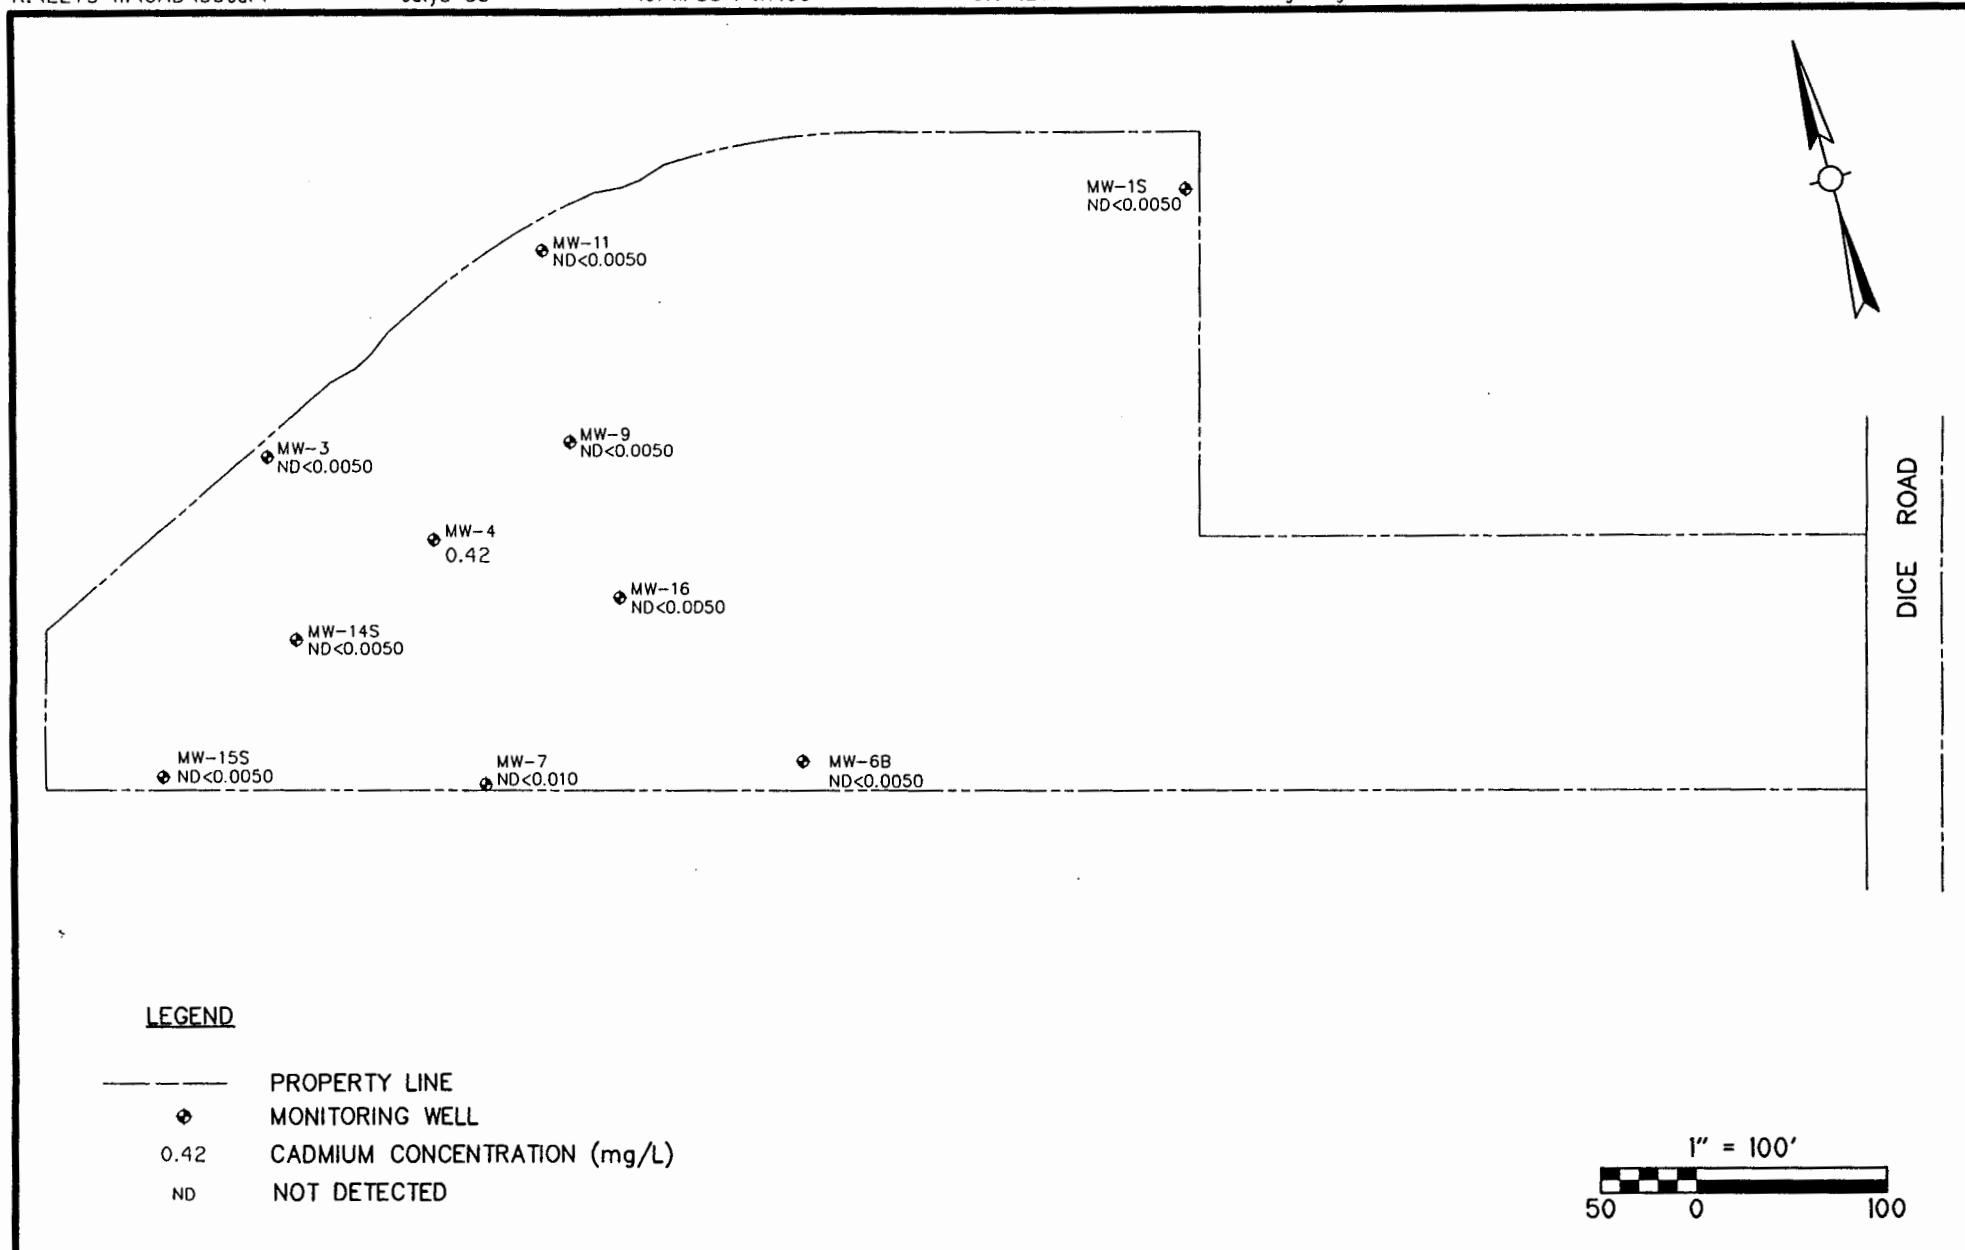 MW-1S
ND<0.0050
MW-11
ND<0.0050
MW-9
ND<0.0050
MW-3
ND<0.0050
MW-4
0.42
MW-16
ND<0.0050
MW-14S
ND<0.0050
MW-15S
ND<0.0050
MW-7
ND<0.010
MW-6B
ND<0.0050
DICE ROAD
LEGEND
PROPERTY LINE
MONITORING WELL
0.42 CADMIUM CONCENTRATION (mg/L)
ND NOT DETECTED
1" = 100'
50 0 100